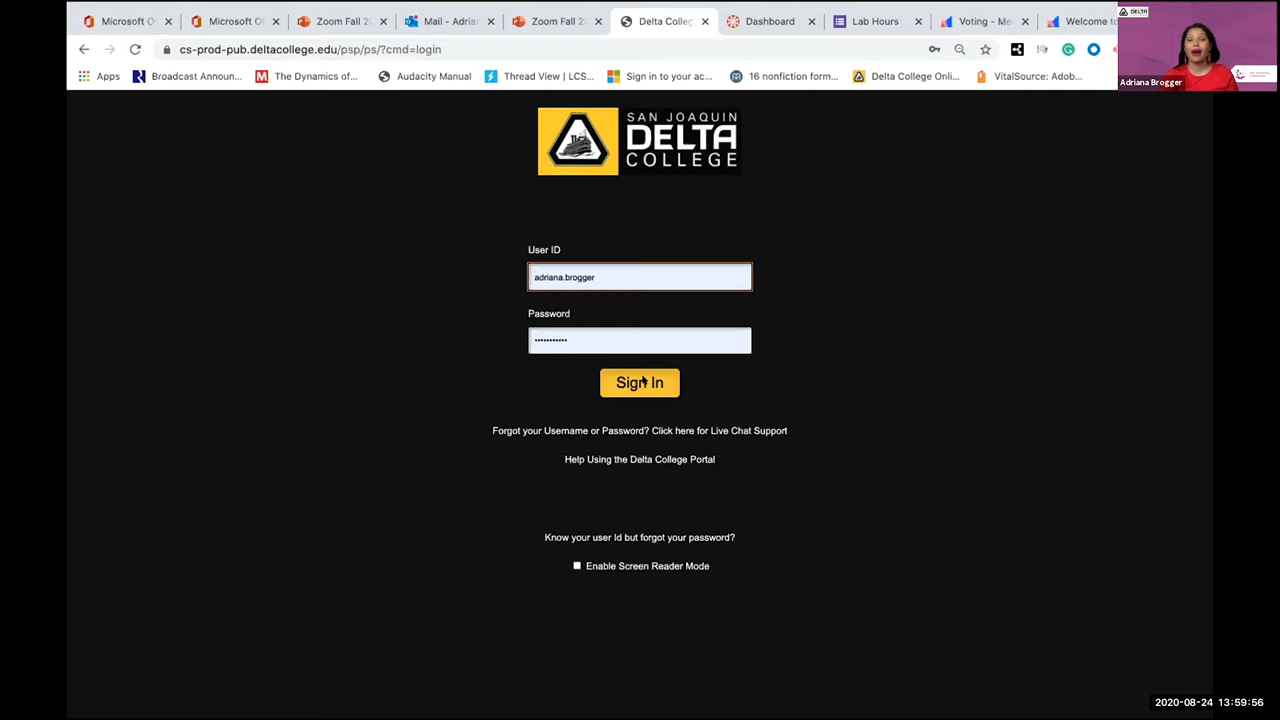 Microsoft O
Microsoft O
Zoom Fall 2
Mail - Adria
Zoom Fall 2
Delta Colleg
Dashboard
Lab Hours
Voting - Me
Welcome to
DELTA
cs-prod-pub.deltacollege.edu/psp/ps/?cmd=login
Adriana Brogger
Apps
Broadcast Announ...
The Dynamics of...
Audacity Manual
Thread View | LCS...
Sign in to your ac...
16 nonfiction form...
Delta College Onli...
VitalSource: Adob...
SAN JOAQUIN
DELTA
COLLEGE
User ID
adriana.brogger
Password
•••••••••••
Sign In
Forgot your Username or Password? Click here for Live Chat Support
Help Using the Delta College Portal
Know your user Id but forgot your password?
Enable Screen Reader Mode
2020-08-24 13:59:56